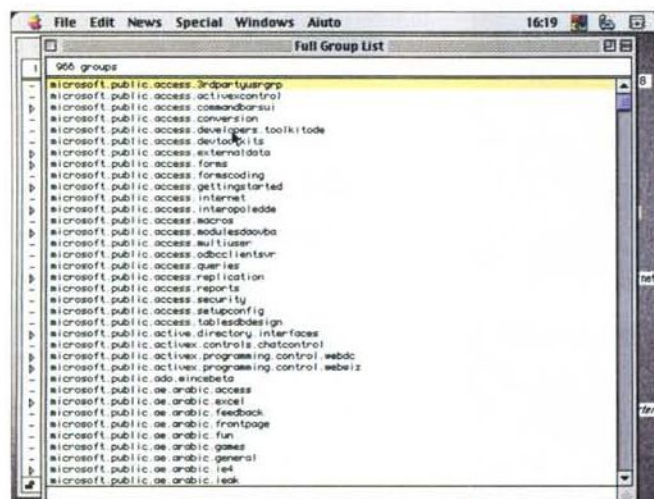 File Edit News Special Windows Aiuto 16:19
Full Group List
966 groups
microsoft.public.access.3rdpartyusrgrp
microsoft.public.access.activexcontrol
microsoft.public.access.commandbarsui
microsoft.public.access.conversion
microsoft.public.access.developers.toolkitode
microsoft.public.access.devtoolkits
microsoft.public.access.externaldata
microsoft.public.access.forms
microsoft.public.access.formscoding
microsoft.public.access.gettingstarted
microsoft.public.access.internet
microsoft.public.access.interopoledde
microsoft.public.access.macros
microsoft.public.access.modulesdaovba
microsoft.public.access.multiuser
microsoft.public.access.odbcclientsvr
microsoft.public.access.queries
microsoft.public.access.replication
microsoft.public.access.reports
microsoft.public.access.security
microsoft.public.access.setupconfig
microsoft.public.access.tablesdbdesign
microsoft.public.active.directory.interfaces
microsoft.public.activex.controls.chatcontrol
microsoft.public.activex.programming.control.webdc
microsoft.public.activex.programming.control.webwiz
microsoft.public.ado.wincebeta
microsoft.public.ae.arabic.access
microsoft.public.ae.arabic.excel
microsoft.public.ae.arabic.feedback
microsoft.public.ae.arabic.frontpage
microsoft.public.ae.arabic.fun
microsoft.public.ae.arabic.games
microsoft.public.ae.arabic.general
microsoft.public.ae.arabic.ie4
microsoft.public.ae.arabic.ieak